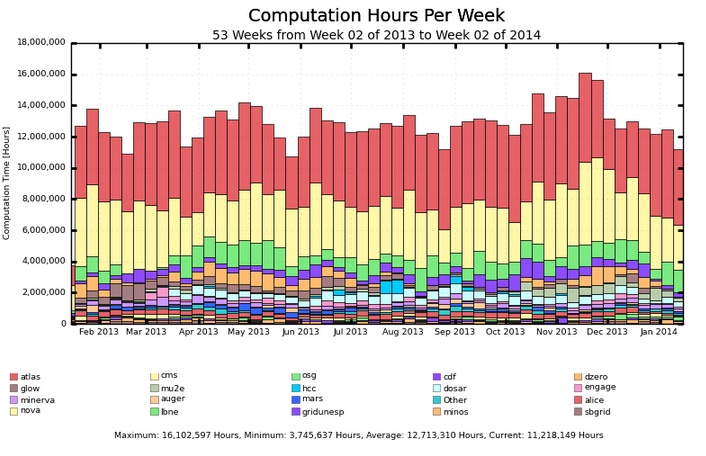 Computation Hours Per Week
53 Weeks from Week 02 of 2013 to Week 02 of 2014
Computation Time [Hours]
18,000,000
16,000,000
14,000,000
12,000,000
10,000,000
8,000,000
6,000,000
4,000,000
2,000,000
0
Feb 2013 Mar 2013 Apr 2013 May 2013 Jun 2013 Jul 2013 Aug 2013 Sep 2013 Oct 2013 Nov 2013 Dec 2013 Jan 2014
atlas cms osg cdf dzero
glow mu2e hcc dosar engage
minerva auger mars Other alice
nova lbne gridunesp minos sbgrid
Maximum: 16,102,597 Hours, Minimum: 3,745,637 Hours, Average: 12,713,310 Hours, Current: 11,218,149 Hours